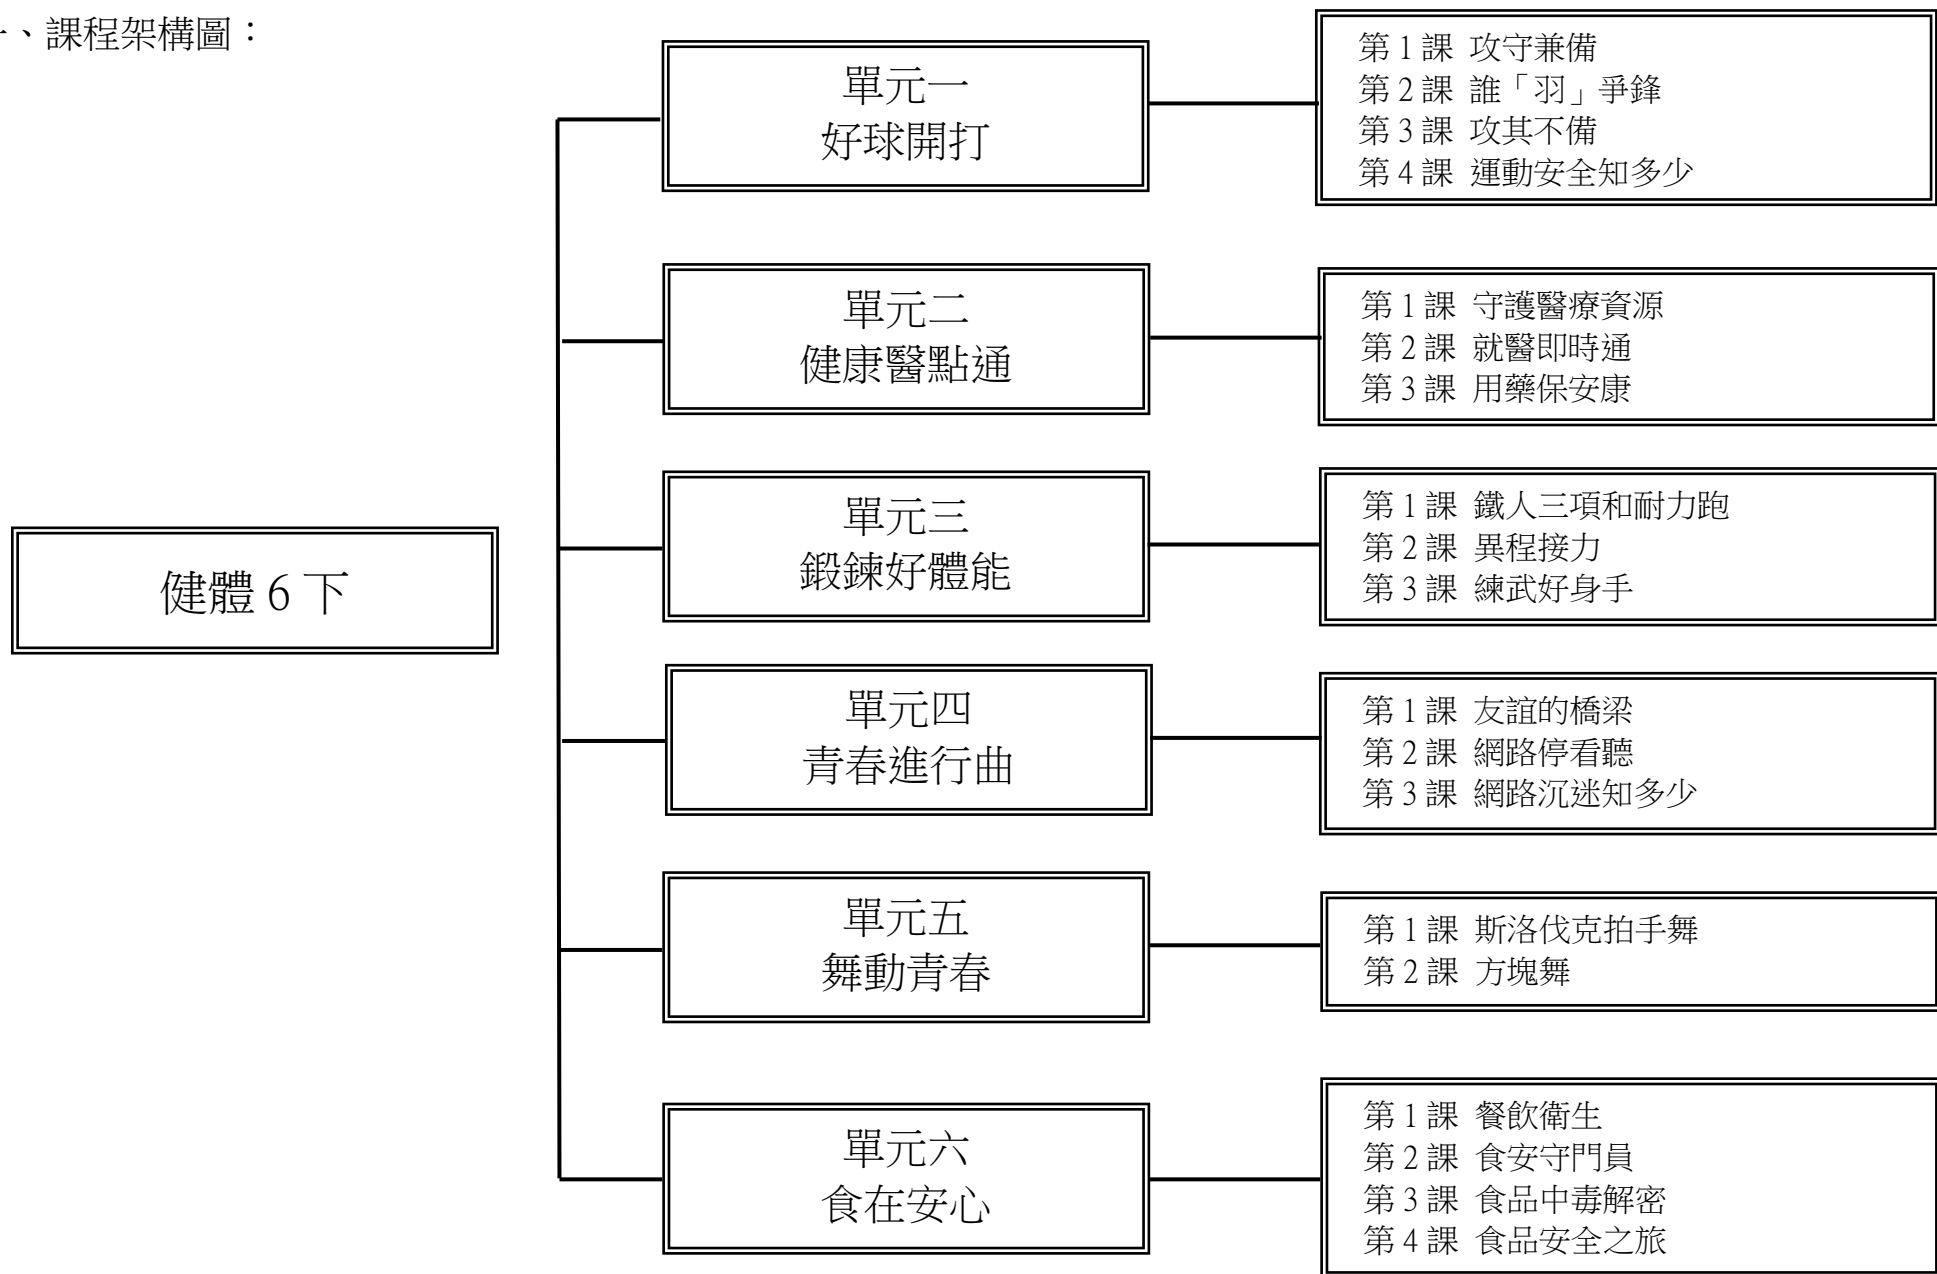 、課程架構圖：
單元一
好球開打
第1課 攻守兼備
第2課 誰「羽」爭鋒
第3課 攻其不備
第4課 運動安全知多少
單元二
健康醫點通
第1課 守護醫療資源
第2課 就醫即時通
第3課 用藥保安康
健體6下
單元三
鍛鍊好體能
第1課 鐵人三項和耐力跑
第2課 異程接力
第3課 練武好身手
單元四
青春進行曲
第1課 友誼的橋梁
第2課 網路停看聽
第3課 網路沉迷知多少
單元五
舞動青春
第1課 斯洛伐克拍手舞
第2課 方塊舞
單元六
食在安心
第1課 餐飲衛生
第2課 食安守門員
第3課 食品中毒解密
第4課 食品安全之旅